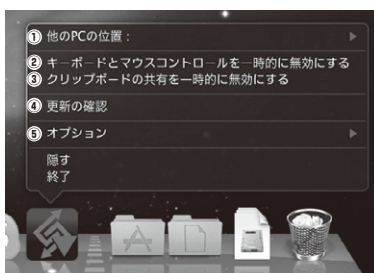 ① 他のPCの位置：
② キーボードとマウスコントロールを一時的に無効にする
③ クリップボードの共有を一時的に無効にする
④ 更新の確認
⑤ オプション
隠す
終了